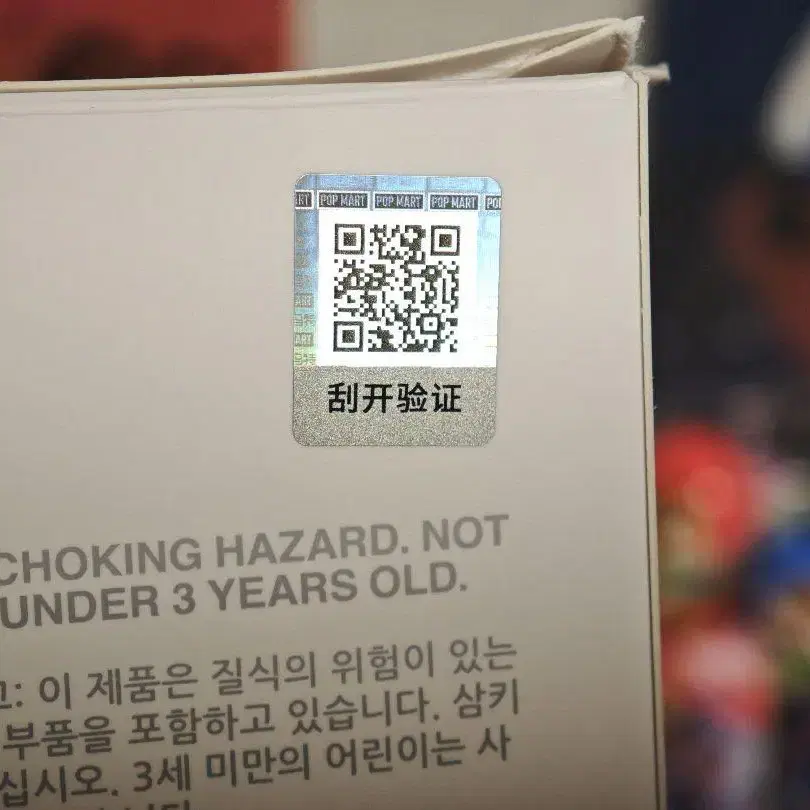 POP MART POP MART POP MART
刮开验证
CHOKING HAZARD. NOT
UNDER 3 YEARS OLD.
이 제품은 질식의 위험이 있는
부품을 포함하고 있습니다. 삼키
십시오. 3세 미만의 어린이는 사